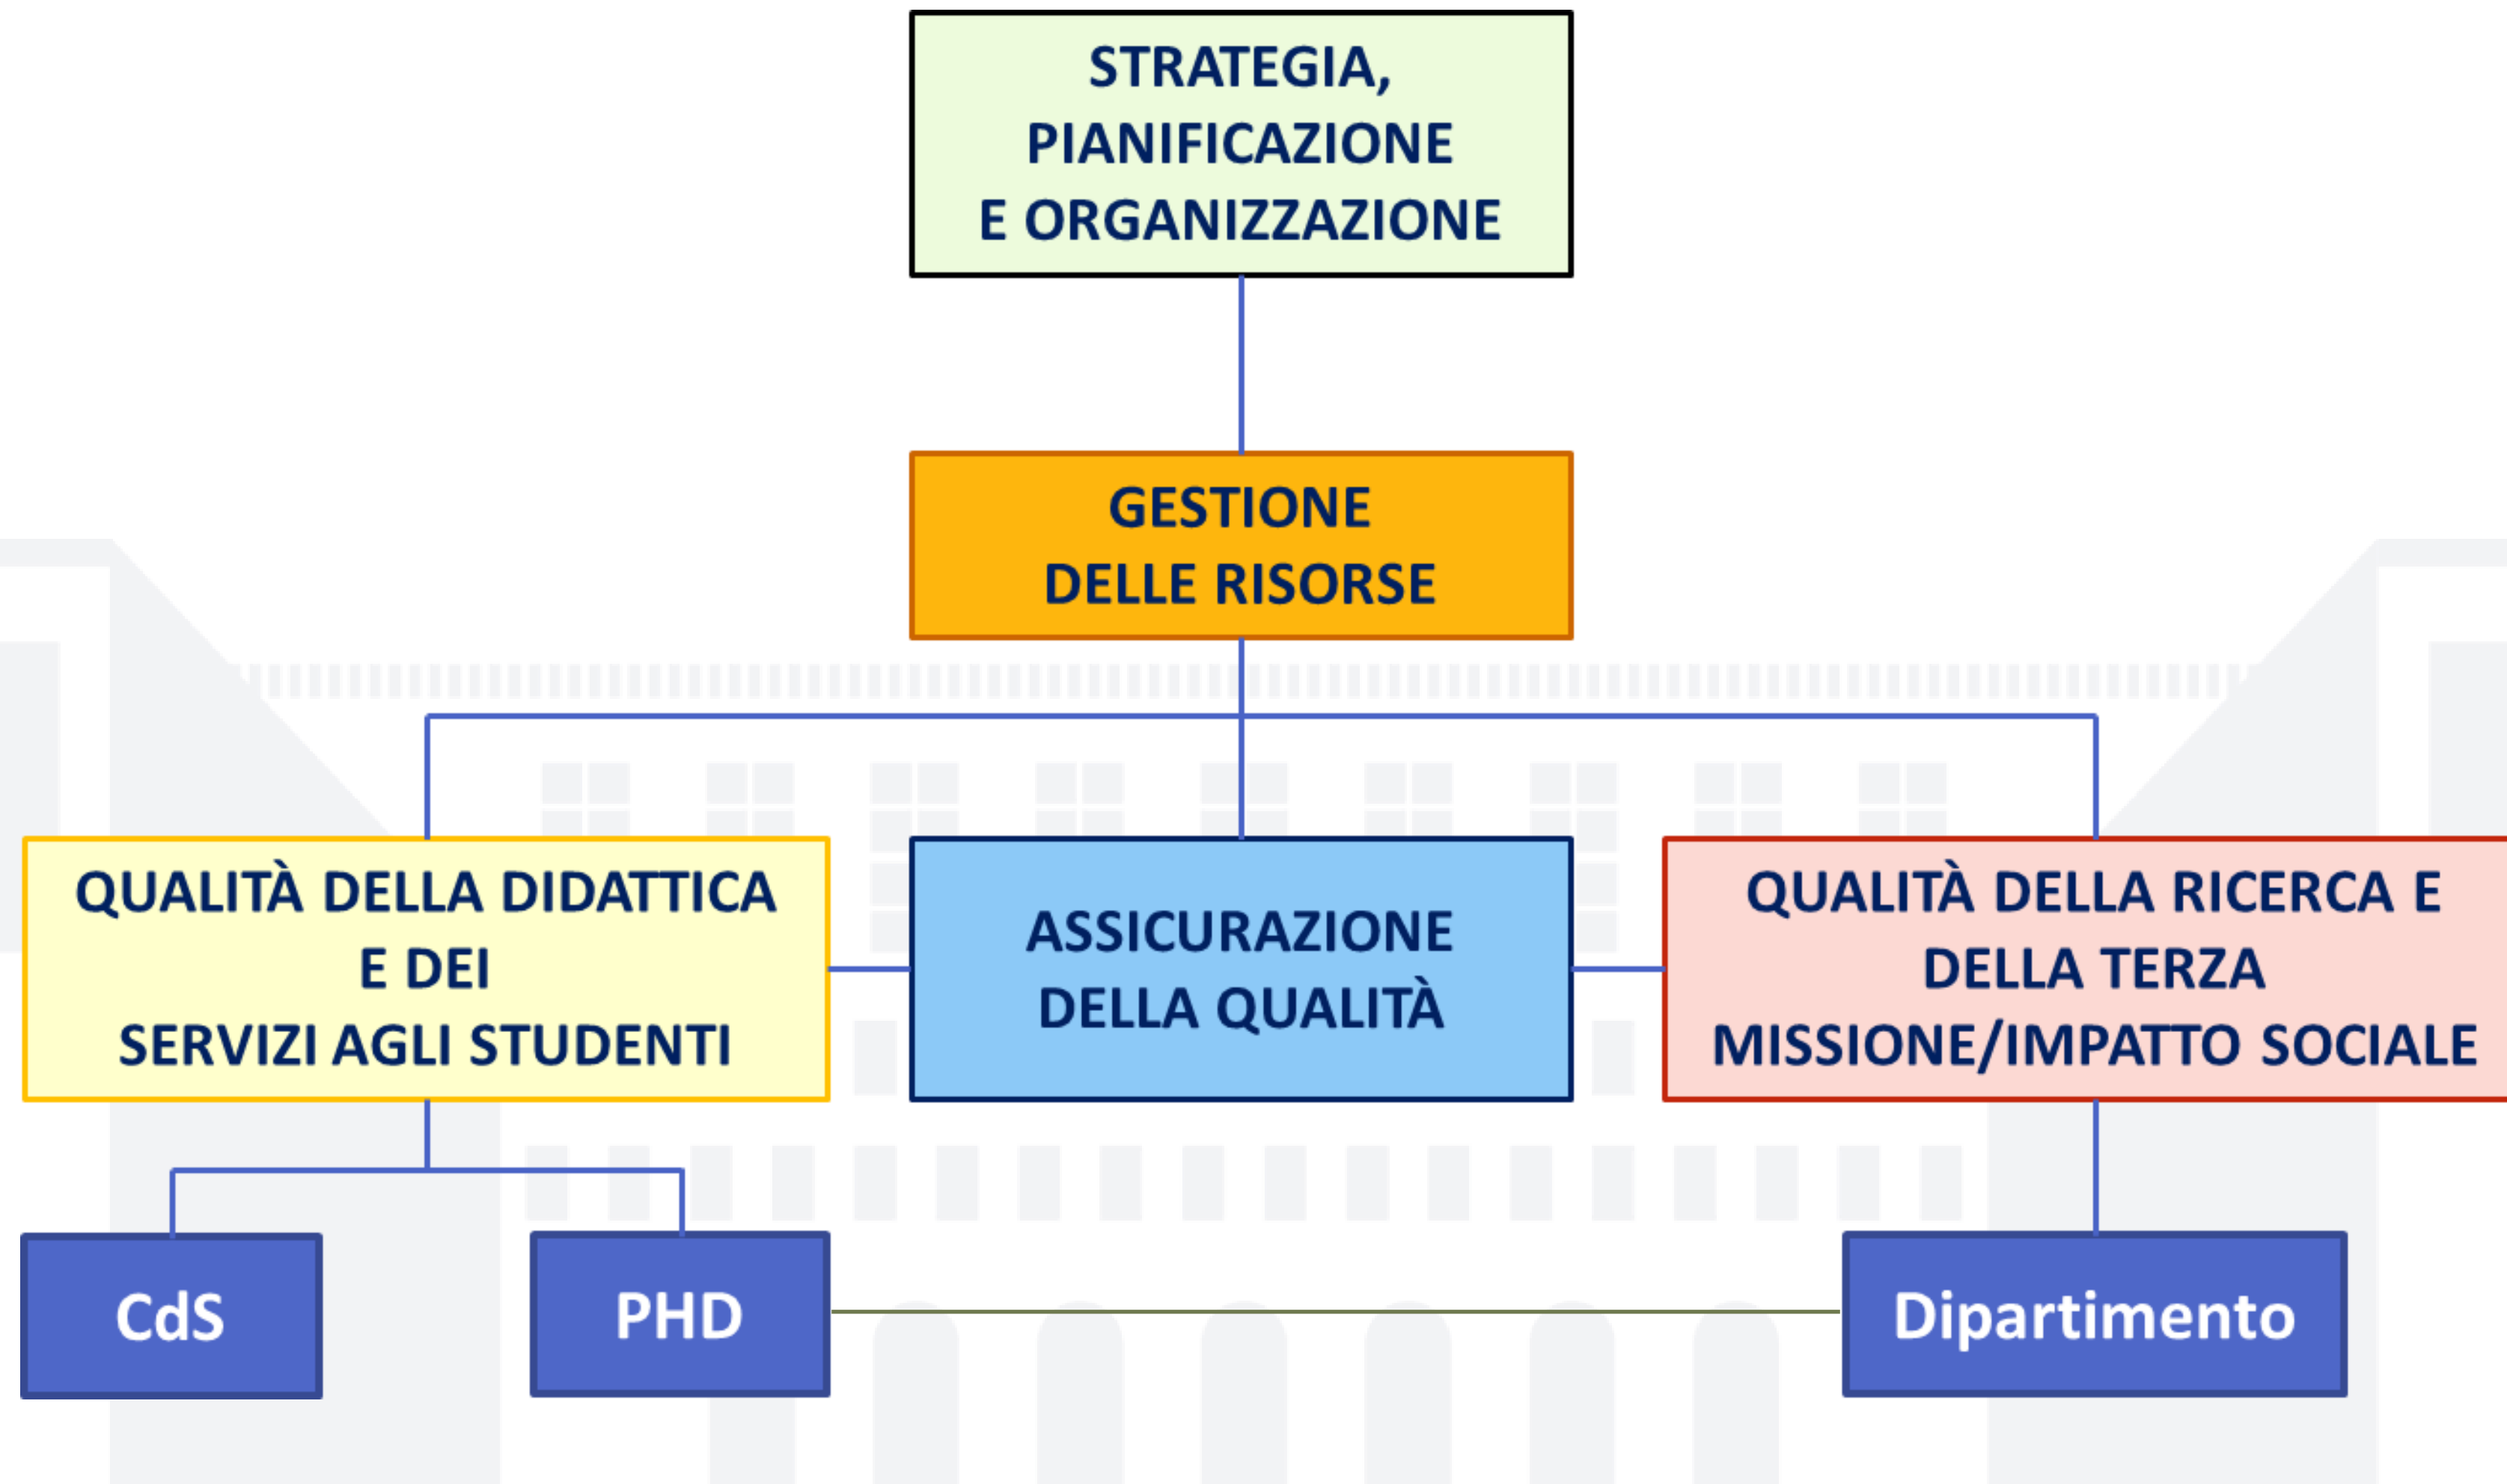 STRATEGIA,
PIANIFICAZIONE
E ORGANIZZAZIONE
GESTIONE
DELLE RISORSE
QUALITÀ DELLA DIDATTICA
E DEI
SERVIZI AGLI STUDENTI
ASSICURAZIONE
DELLA QUALITÀ
QUALITÀ DELLA RICERCA E
DELLA TERZA
MISSIONE/IMPATTO SOCIALE
CdS
PHD
Dipartimento